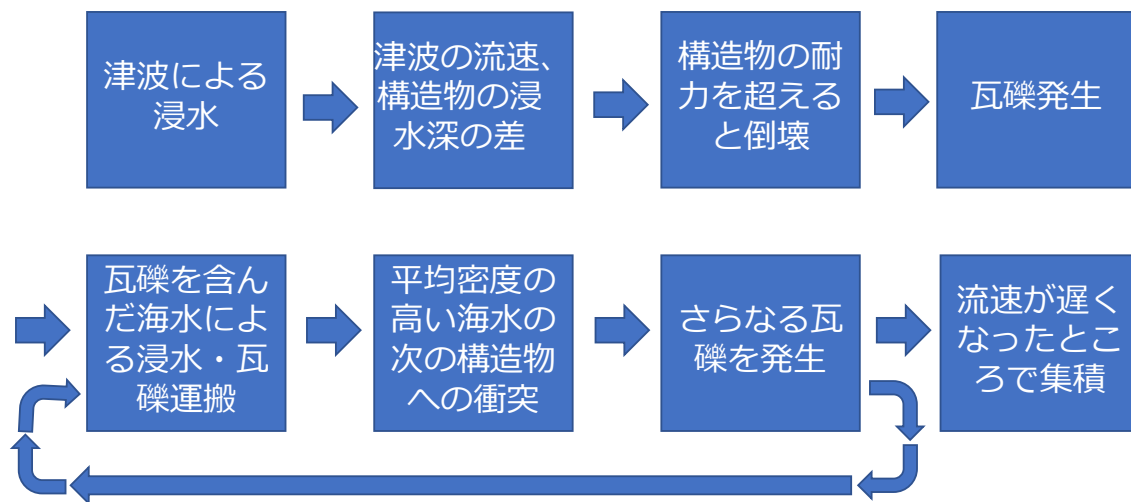 津波による
浸水
津波の流速、
構造物の浸
水深の差
構造物の耐
力を超える
と倒壊
瓦礫発生
瓦礫を含ん
だ海水によ
る浸水・瓦
礫運搬
平均密度の
高い海水の
次の構造物
への衝突
さらなる瓦
礫を発生
流速が遅く
なったとこ
ろで集積